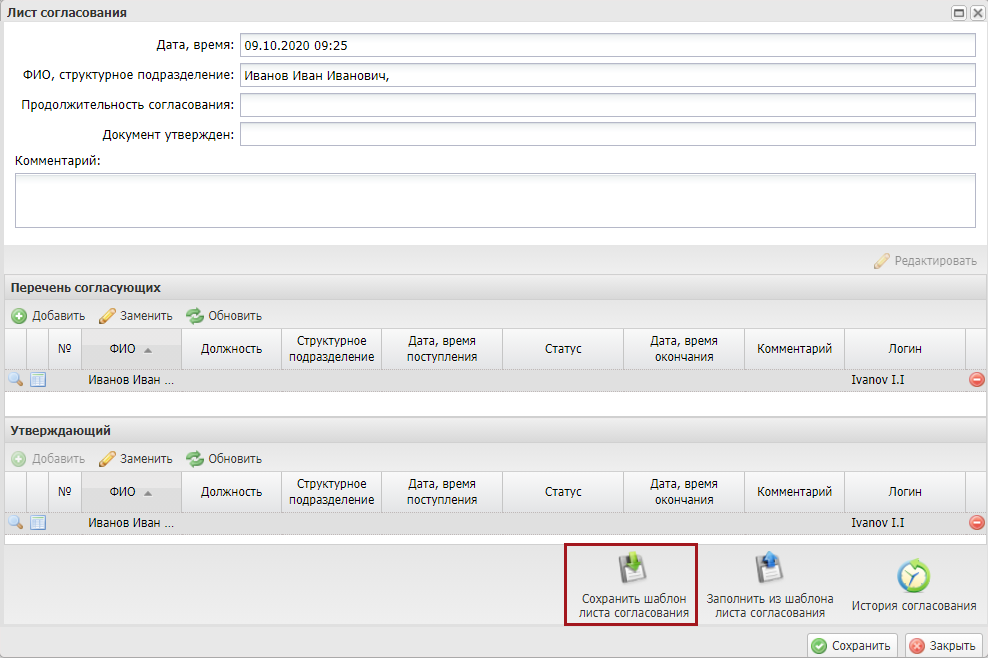 Лист согласования
Дата, время: 09.10.2020 09:25
ФИО, структурное подразделение: Иванов Иван Иванович,
Продолжительность согласования:
Документ утвержден:
Комментарий:
Редактировать
Перечень согласующих
Добавить Заменить Обновить
№ ФИО Должность Структурное подразделение Дата, время поступления Статус Дата, время окончания Комментарий Логин
Иванов Иван ... Ivanov I.I
Утверждающий
Добавить Заменить Обновить
№ ФИО Должность Структурное подразделение Дата, время поступления Статус Дата, время окончания Комментарий Логин
Иванов Иван ... Ivanov I.I
Сохранить шаблон
листа согласования
Заполнить из шаблона
листа согласования
История согласования
Сохранить Закрыть